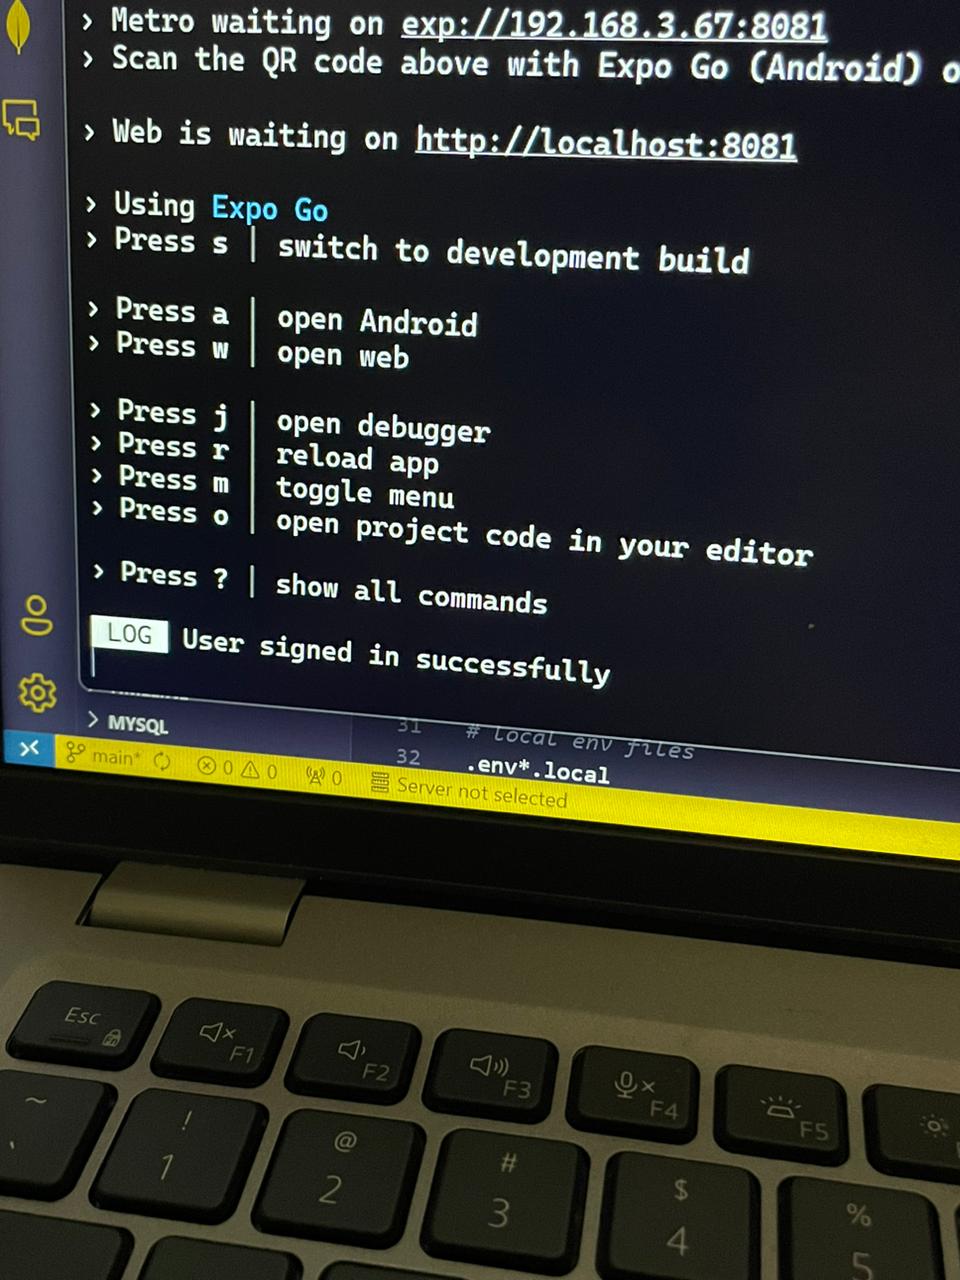 › Metro waiting on exp://192.168.3.67:8081
› Scan the QR code above with Expo Go (Android) o
› Web is waiting on http://localhost:8081
› Using Expo Go
› Press s │ switch to development build
› Press a │ open Android
› Press w │ open web
› Press j │ open debugger
› Press r │ reload app
› Press m │ toggle menu
› Press o │ open project code in your editor
› Press ? │ show all commands
LOG User signed in successfully
> MYSQL
31 # local env files
32 .env*.local
main* 0 0 0 Server not selected
Esc F1 F2 F3 F4 F5
~ ! @ # $ %
` 1 2 3 4 5